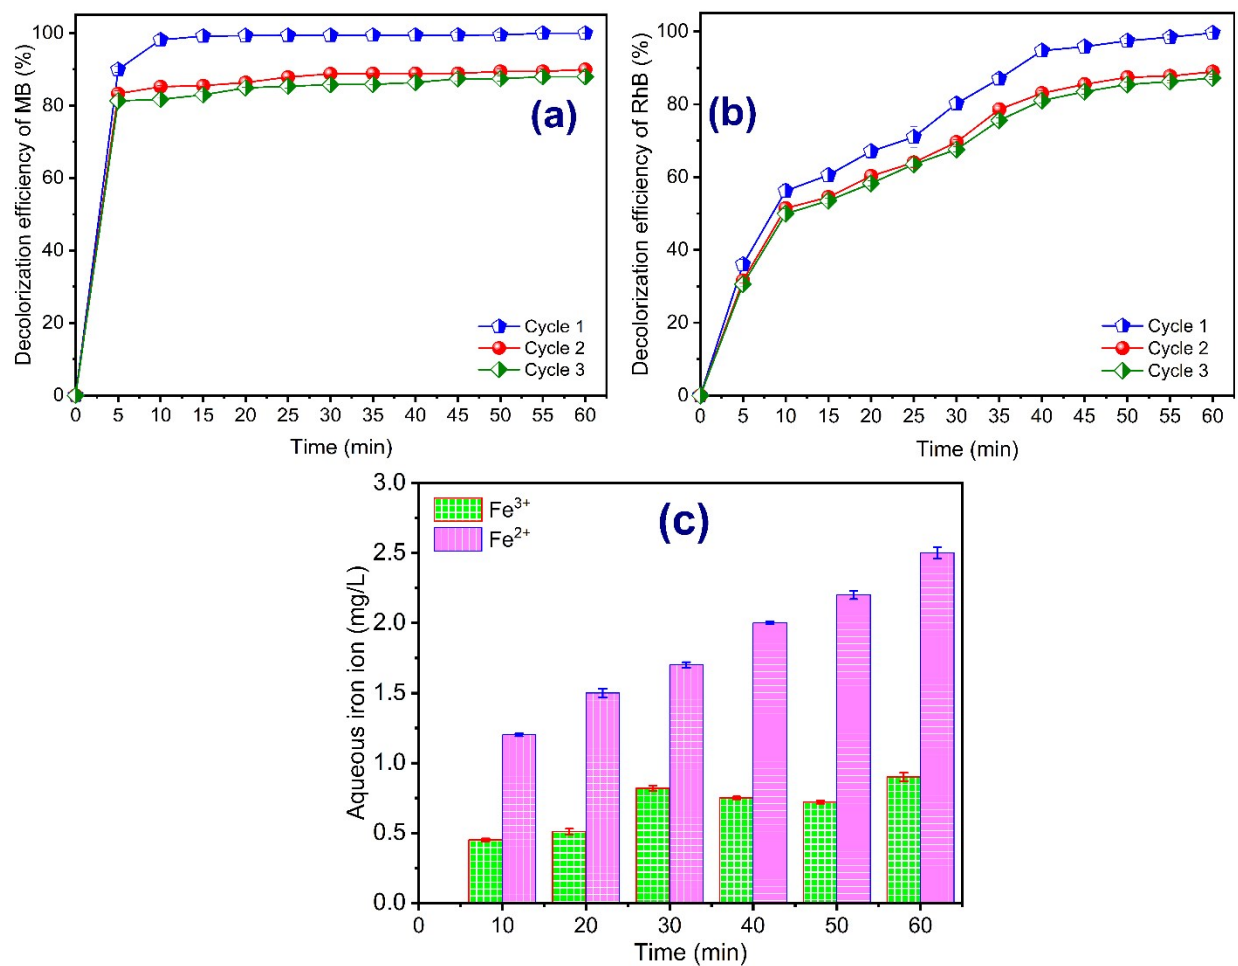 Decolorization efficiency of MB (%)
100
80
60
40
20
0
(a)
Cycle 1
Cycle 2
Cycle 3
0 5 10 15 20 25 30 35 40 45 50 55 60
Time (min)
Decolorization efficiency of RhB (%)
100
80
60
40
20
0
(b)
Cycle 1
Cycle 2
Cycle 3
0 5 10 15 20 25 30 35 40 45 50 55 60
Time (min)
Aqueous iron ion (mg/L)
3.0
2.5
2.0
1.5
1.0
0.5
0.0
Fe³⁺
Fe²⁺
(c)
0 10 20 30 40 50 60
Time (min)